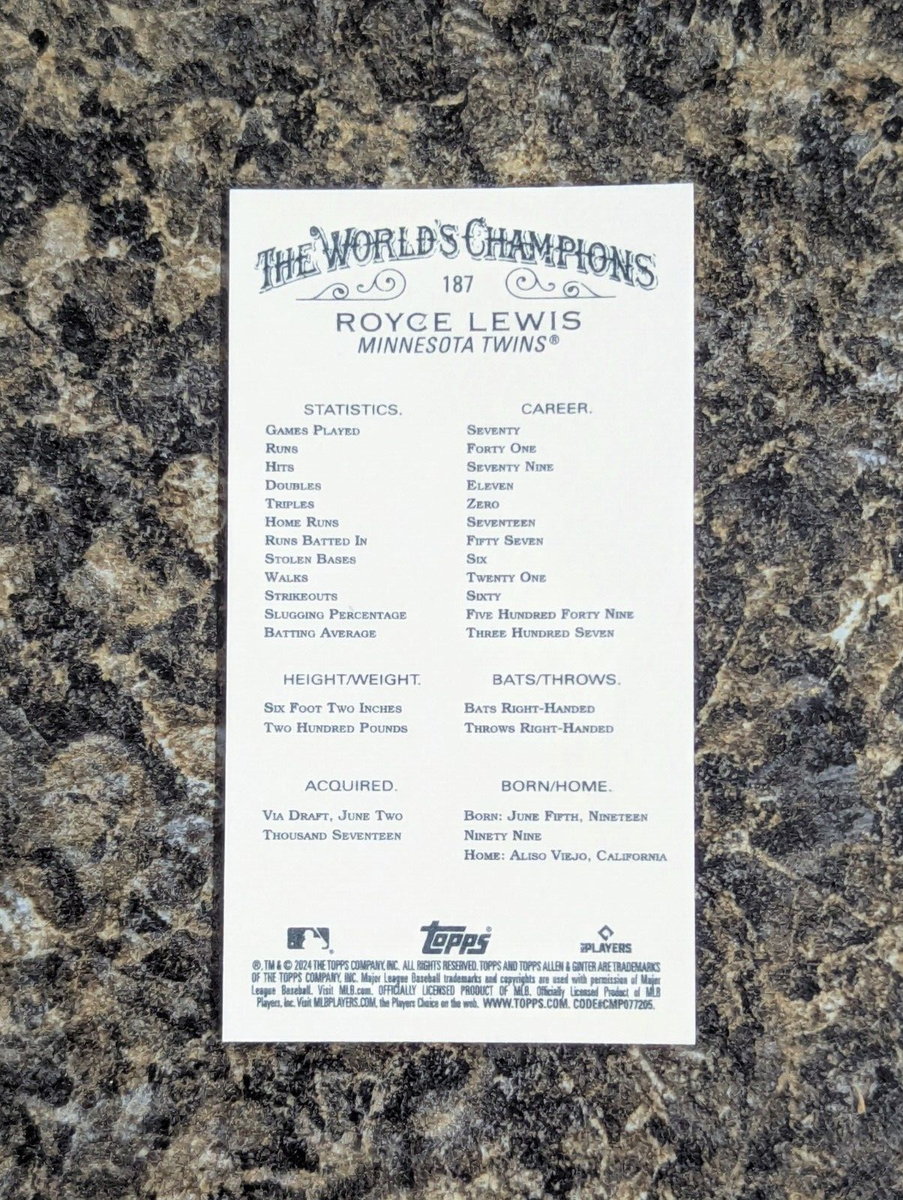 THE WORLD'S CHAMPIONS
187
ROYCE LEWIS
MINNESOTA TWINS®
STATISTICS. CAREER.
GAMES PLAYED SEVENTY
RUNS FORTY ONE
HITS SEVENTY NINE
DOUBLES ELEVEN
TRIPLES ZERO
HOME RUNS SEVENTEEN
RUNS BATTED IN FIFTY SEVEN
STOLEN BASES SIX
WALKS TWENTY ONE
STRIKEOUTS SIXTY
SLUGGING PERCENTAGE FIVE HUNDRED FORTY NINE
BATTING AVERAGE THREE HUNDRED SEVEN
HEIGHT/WEIGHT. BATS/THROWS.
SIX FOOT TWO INCHES BATS RIGHT-HANDED
TWO HUNDRED POUNDS THROWS RIGHT-HANDED
ACQUIRED. BORN/HOME.
VIA DRAFT, JUNE TWO BORN: JUNE FIFTH, NINETEEN
THOUSAND SEVENTEEN NINETY NINE
HOME: ALISO VIEJO, CALIFORNIA
topps® PLAYERS
®, TM & © 2024 THE TOPPS COMPANY, INC. ALL RIGHTS RESERVED. TOPPS AND TOPPS ALLEN & GINTER ARE TRADEMARKS
OF THE TOPPS COMPANY, INC. Major League Baseball trademarks and copyrights are used with permission of Major
League Baseball. Visit MLB.com. OFFICIALLY LICENSED PRODUCT OF MLB. Officially Licensed Product of MLB
Players, Inc. Visit MLBPLAYERS.COM, the Players Choice on the web. WWW.TOPPS.COM. CODE#CMP077205.